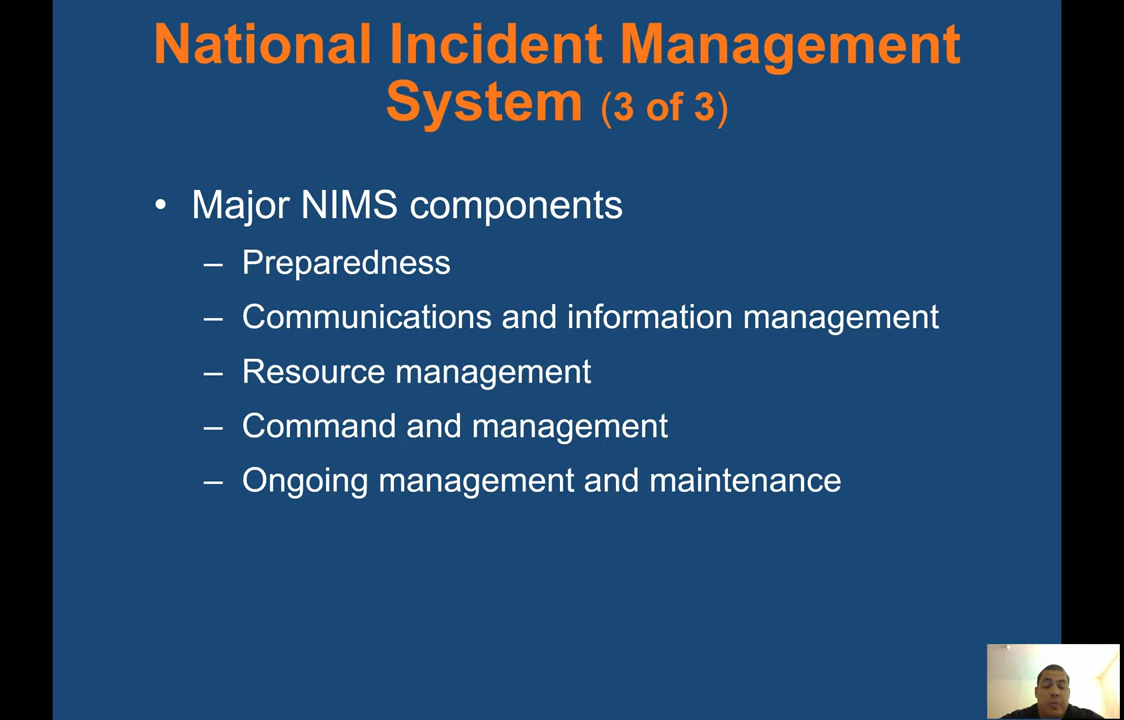 National Incident Management
System (3 of 3)
• Major NIMS components
– Preparedness
– Communications and information management
– Resource management
– Command and management
– Ongoing management and maintenance